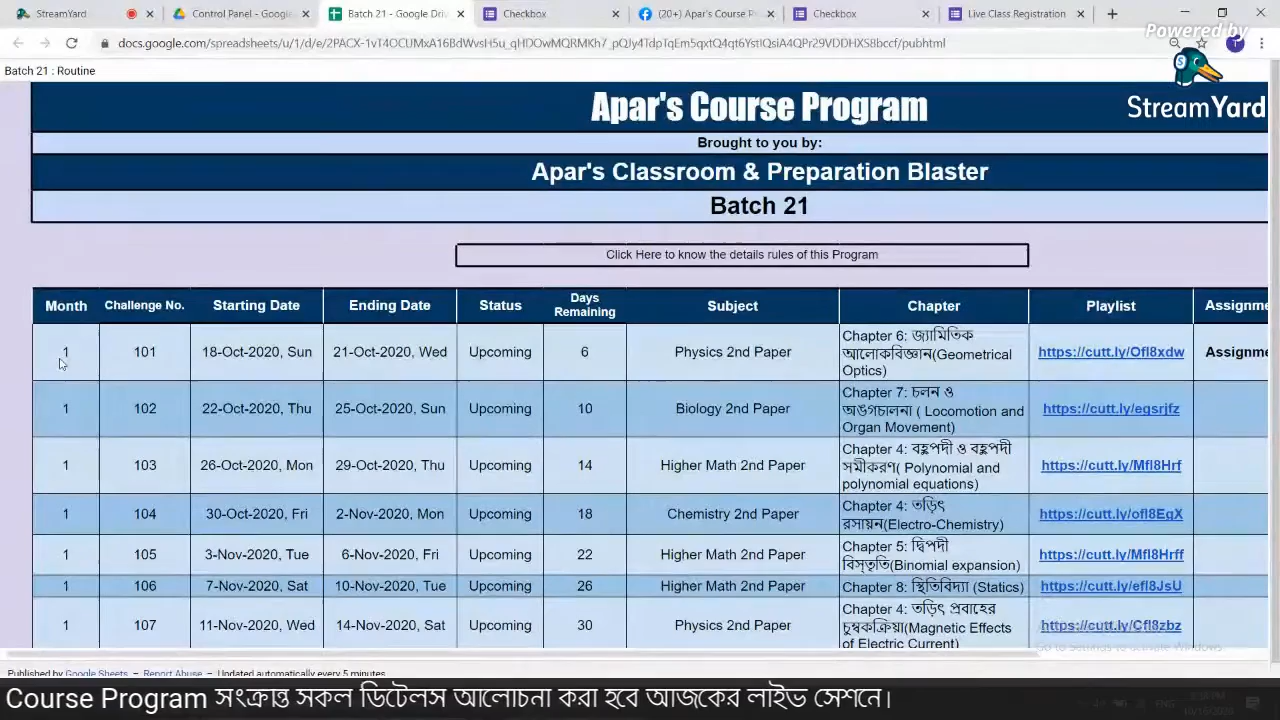 StreamYard
Control Panel - Google
Batch 21 - Google Driv
Checkbox
(20+) Apar's Course P
Checkbox
Live Class Registration
Batch 21 : Routine
Powered by
StreamYard
Apar's Course Program
Brought to you by:
Apar's Classroom & Preparation Blaster
Batch 21
Click Here to know the details rules of this Program
Month Challenge No. Starting Date Ending Date Status Days Remaining Subject Chapter Playlist Assignme
1 101 18-Oct-2020, Sun 21-Oct-2020, Wed Upcoming 6 Physics 2nd Paper Chapter 6: জ্যামিতিক আলোকবিজ্ঞান(Geometrical Optics) https://cutt.ly/Ofl8xdw Assignme
1 102 22-Oct-2020, Thu 25-Oct-2020, Sun Upcoming 10 Biology 2nd Paper Chapter 7: চলন ও অঙ্গচালনা ( Locomotion and Organ Movement) https://cutt.ly/egsrjfz
1 103 26-Oct-2020, Mon 29-Oct-2020, Thu Upcoming 14 Higher Math 2nd Paper Chapter 4: বহুপদী ও বহুপদী সমীকরণ( Polynomial and polynomial equations) https://cutt.ly/Mfl8Hrf
1 104 30-Oct-2020, Fri 2-Nov-2020, Mon Upcoming 18 Chemistry 2nd Paper Chapter 4: তড়িৎ রসায়ন(Electro-Chemistry) https://cutt.ly/ofl8EgX
1 105 3-Nov-2020, Tue 6-Nov-2020, Fri Upcoming 22 Higher Math 2nd Paper Chapter 5: দ্বিপদী বিস্তৃতি(Binomial expansion) https://cutt.ly/Mfl8Hrff
1 106 7-Nov-2020, Sat 10-Nov-2020, Tue Upcoming 26 Higher Math 2nd Paper Chapter 8: স্থিতিবিদ্যা (Statics) https://cutt.ly/efl8JsU
1 107 11-Nov-2020, Wed 14-Nov-2020, Sat Upcoming 30 Physics 2nd Paper Chapter 4: তড়িৎ প্রবাহের চুম্বকক্রিয়া(Magnetic Effects of Electric Current) https://cutt.ly/Cfl8zbz
Go to Settings to activate Windows.
Published by Google Sheets – Report Abuse – Updated automatically every 5 minutes
Course Program সংক্রান্ত সকল ডিটেলস আলোচনা করা হবে আজকের লাইভ সেশনে।